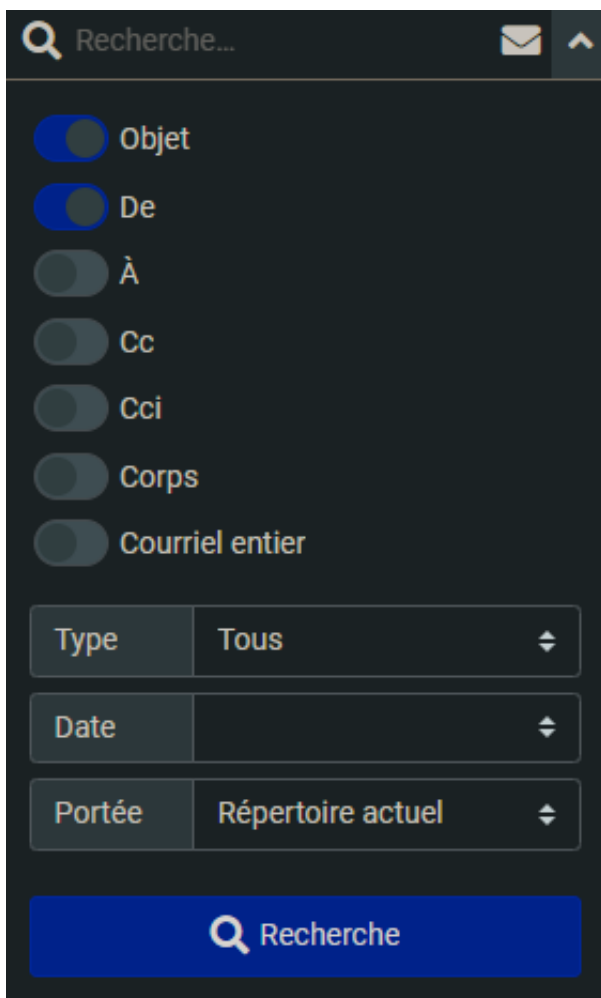 Recherche...
Objet
De
À
Cc
Cci
Corps
Courriel entier
Type Tous
Date
Portée Répertoire actuel
Recherche